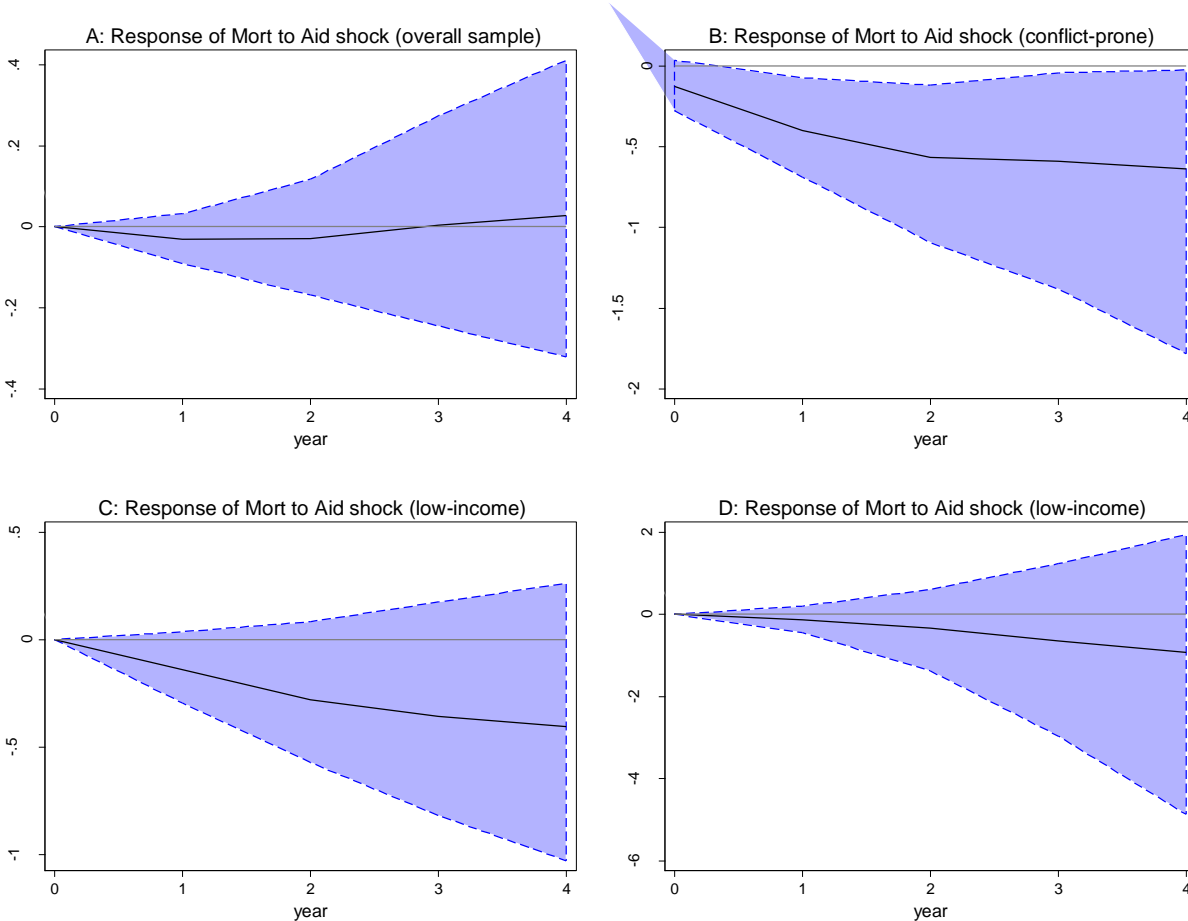 A: Response of Mort to Aid shock (overall sample)
.4
.2
0
-.2
-.4
0 1 2 3 4
year
B: Response of Mort to Aid shock (conflict-prone)
0
-.5
-1
-1.5
-2
0 1 2 3 4
year
C: Response of Mort to Aid shock (low-income)
.5
0
-.5
-1
0 1 2 3 4
year
D: Response of Mort to Aid shock (low-income)
2
0
-2
-4
-6
0 1 2 3 4
year